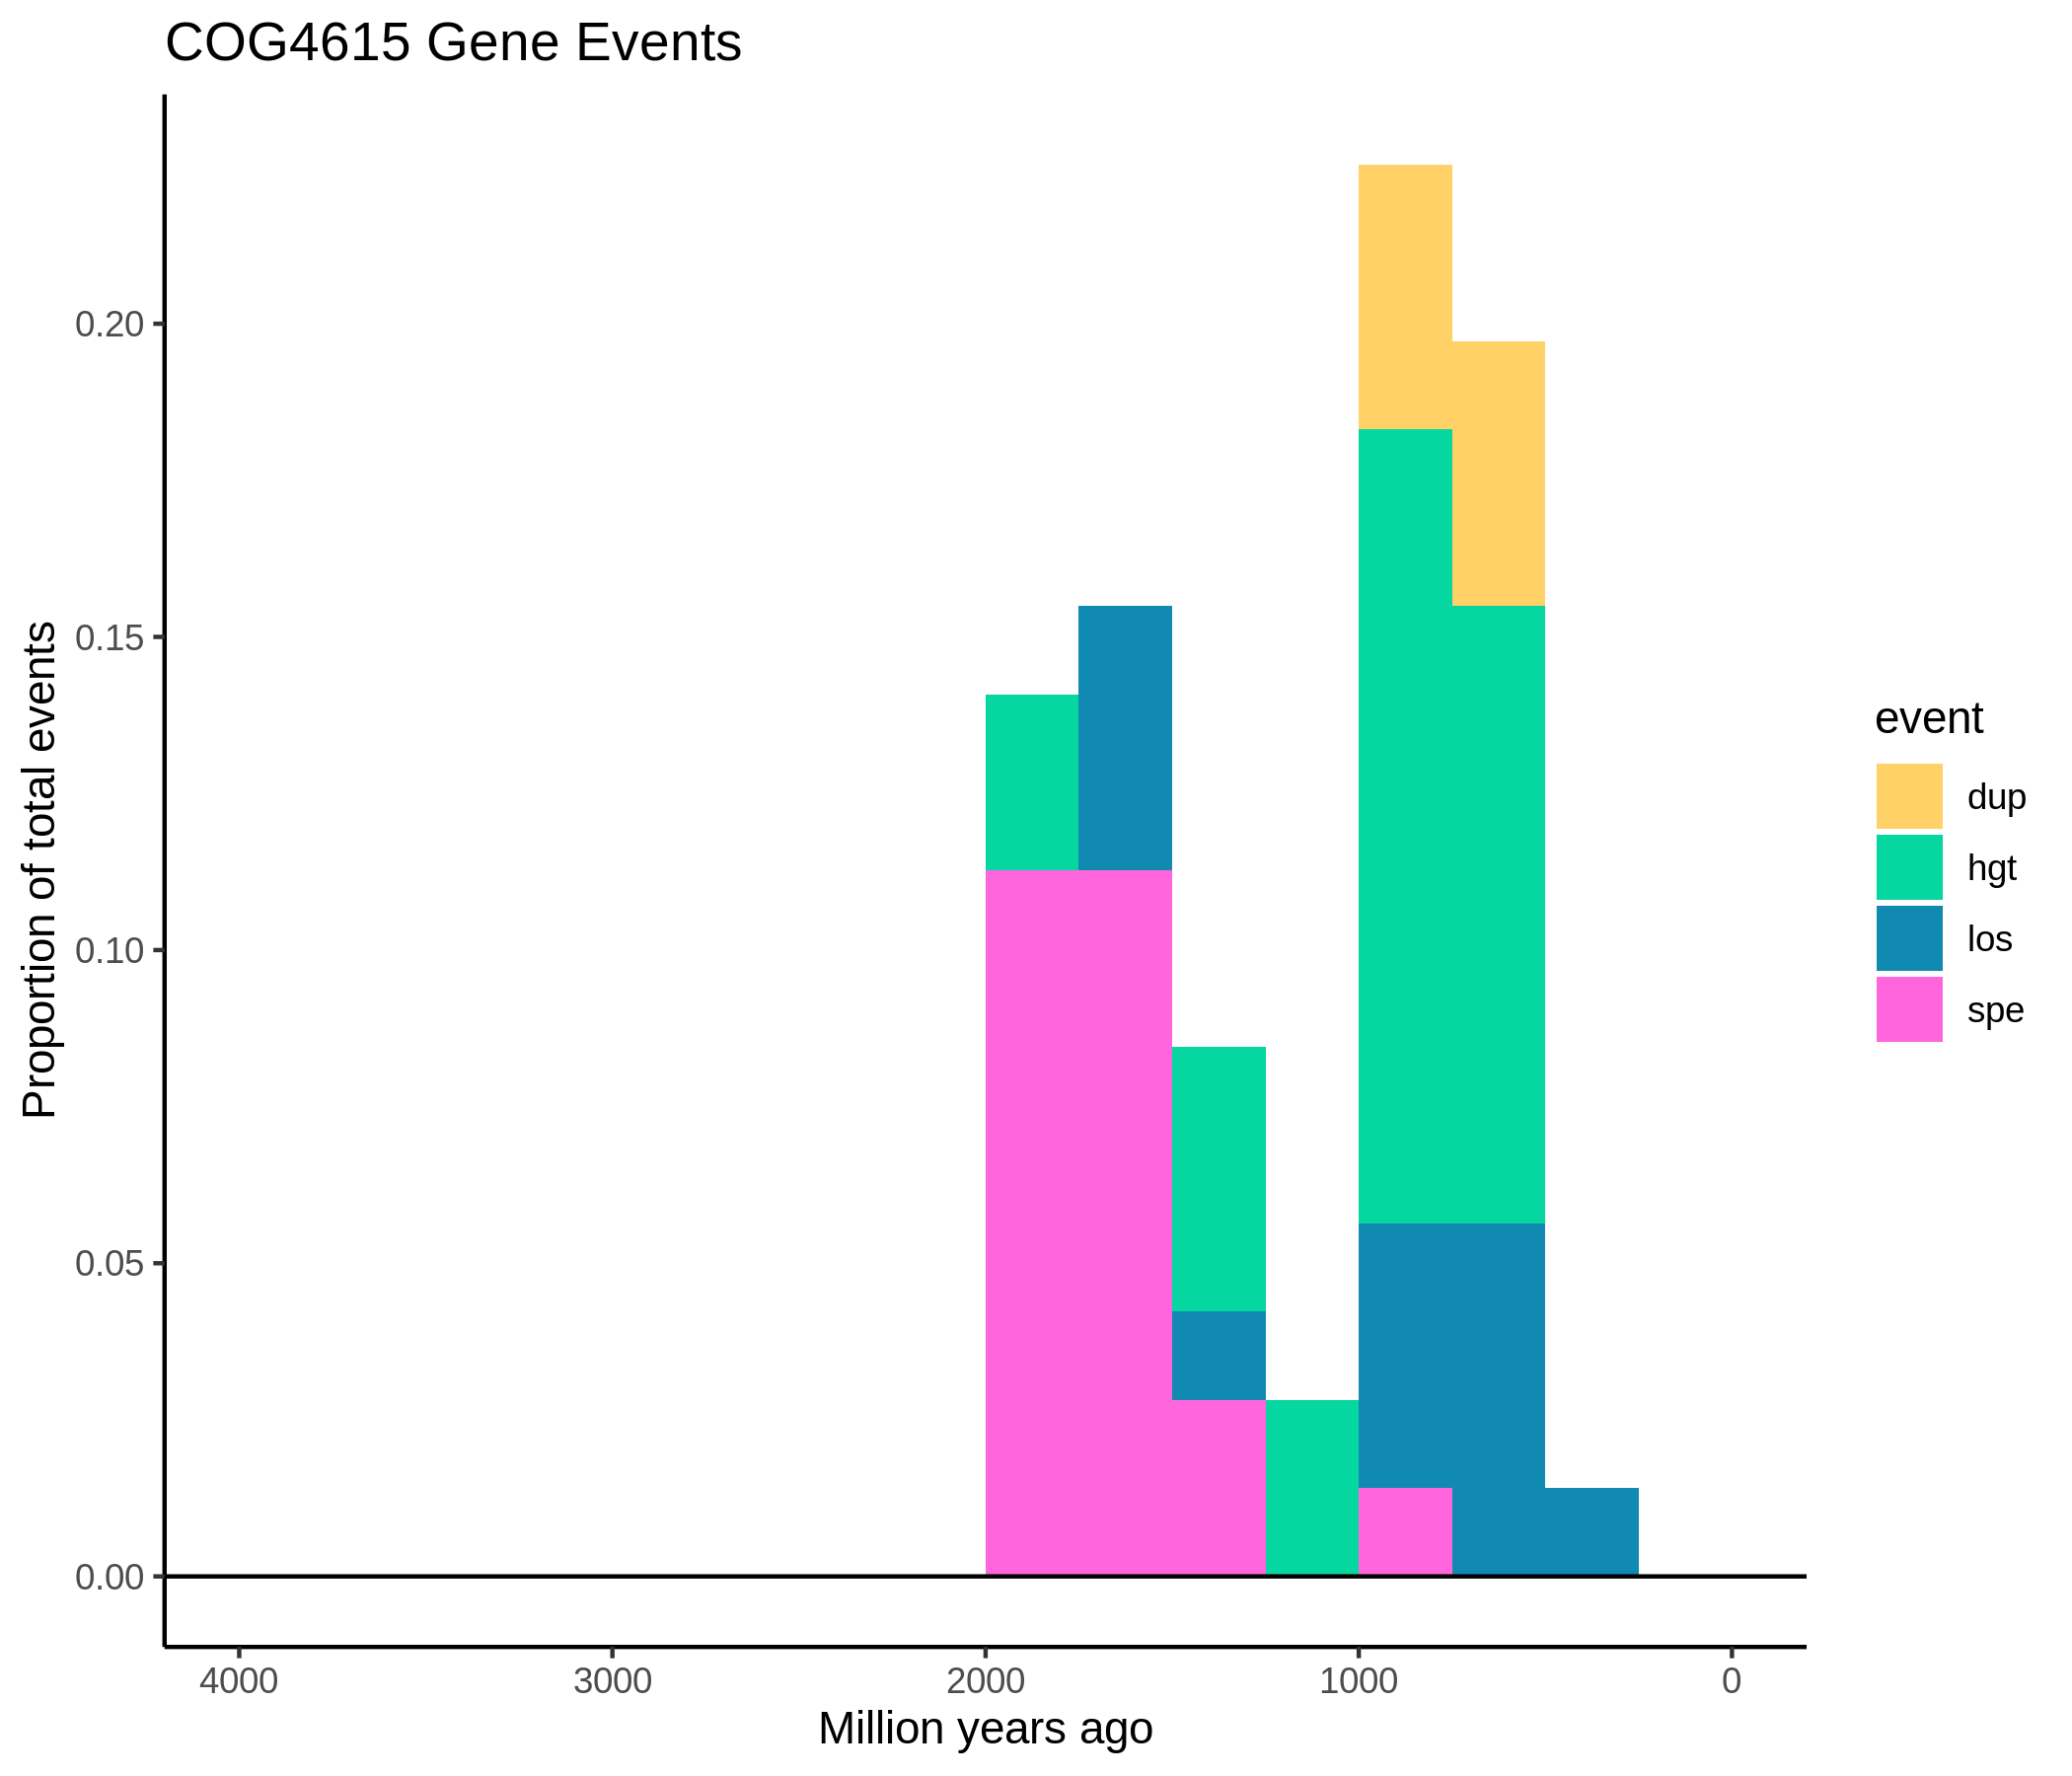 COG4615 Gene Events
Proportion of total events
0.20
0.15
0.10
0.05
0.00
4000 3000 2000 1000 0
Million years ago
event
dup
hgt
los
spe